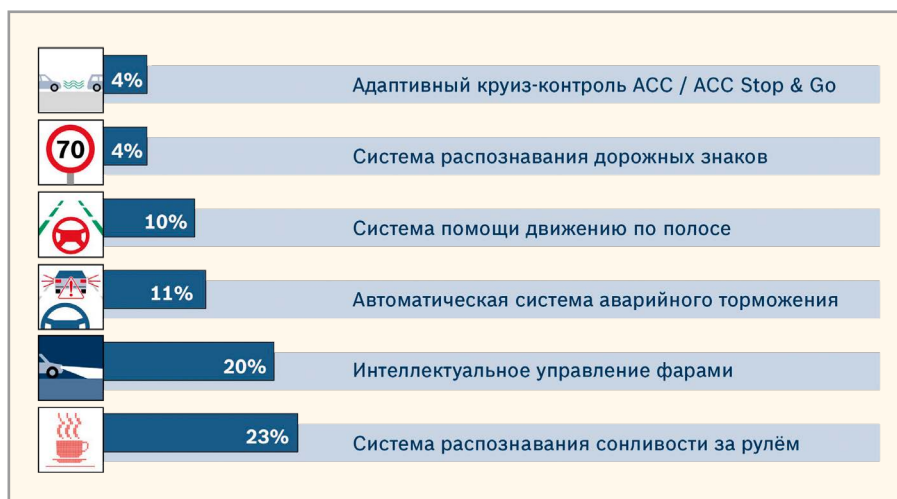 4%
Адаптивный круиз-контроль ACC / ACC Stop & Go
70
4%
Система распознавания дорожных знаков
10%
Система помощи движению по полосе
11%
Автоматическая система аварийного торможения
20%
Интеллектуальное управление фарами
23%
Система распознавания сонливости за рулём